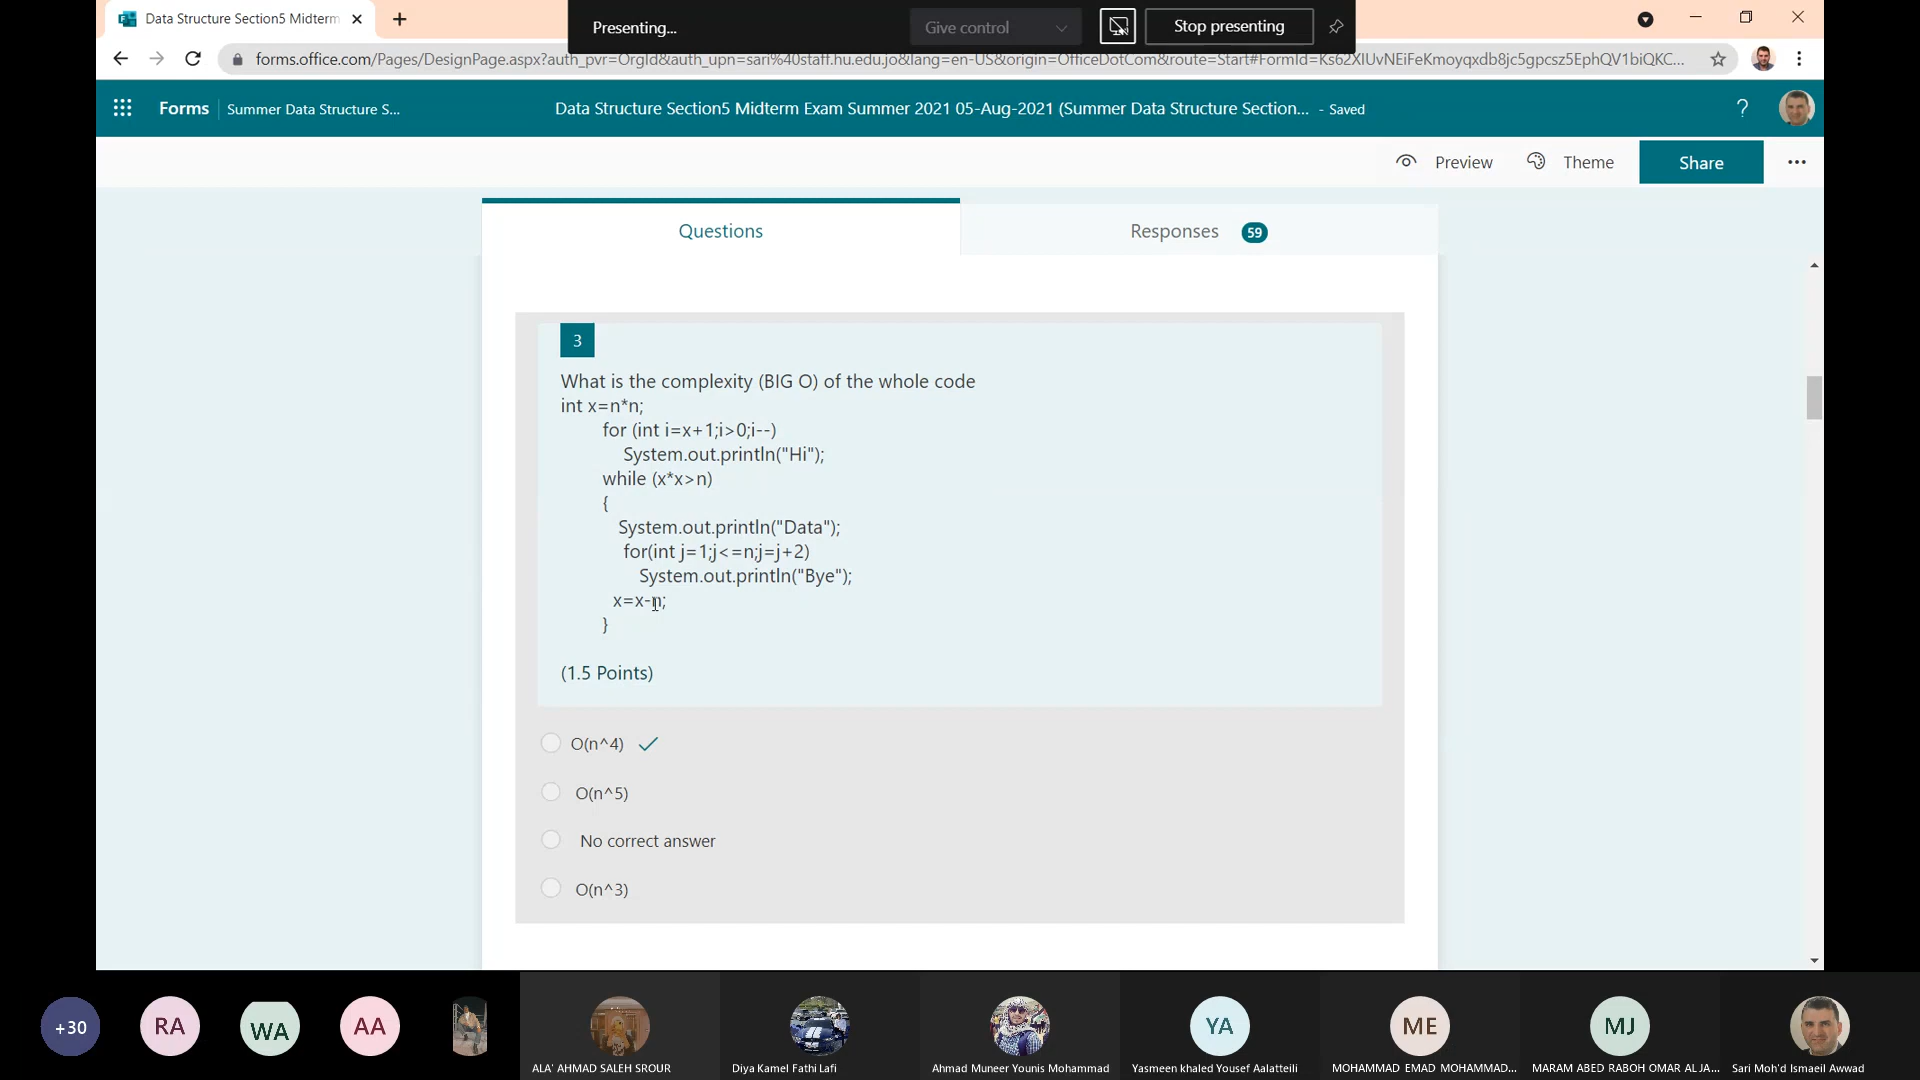 Data Structure Section5 Midterm
Presenting...
Give control
Stop presenting
forms.office.com/Pages/DesignPage.aspx?auth_pvr=OrgId&auth_upn=sari%40staff.hu.edu.jo&lang=en-US&origin=OfficeDotCom&route=Start#FormId=Ks62XIUvNEiFeKmoyqxdb8jc5gpcsz5EphQV1biQKC...
Forms
Summer Data Structure S...
Data Structure Section5 Midterm Exam Summer 2021 05-Aug-2021 (Summer Data Structure Section... - Saved
?
Preview
Theme
Share
Questions
Responses 59
3
What is the complexity (BIG O) of the whole code
int x=n*n;
for (int i=x+1;i>0;i--)
System.out.println("Hi");
while (x*x>n)
{
System.out.println("Data");
for(int j=1;j<=n;j=j+2)
System.out.println("Bye");
x=x-n;
}
(1.5 Points)
O(n^4)
O(n^5)
No correct answer
O(n^3)
+30
RA
WA
AA
YA
ME
MJ
ALA' AHMAD SALEH SROUR
Diya Kamel Fathi Lafi
Ahmad Muneer Younis Mohammad
Yasmeen khaled Yousef Aalatteili
MOHAMMAD EMAD MOHAMMAD...
MARAM ABED RABOH OMAR AL JA...
Sari Moh'd Ismaeil Awwad